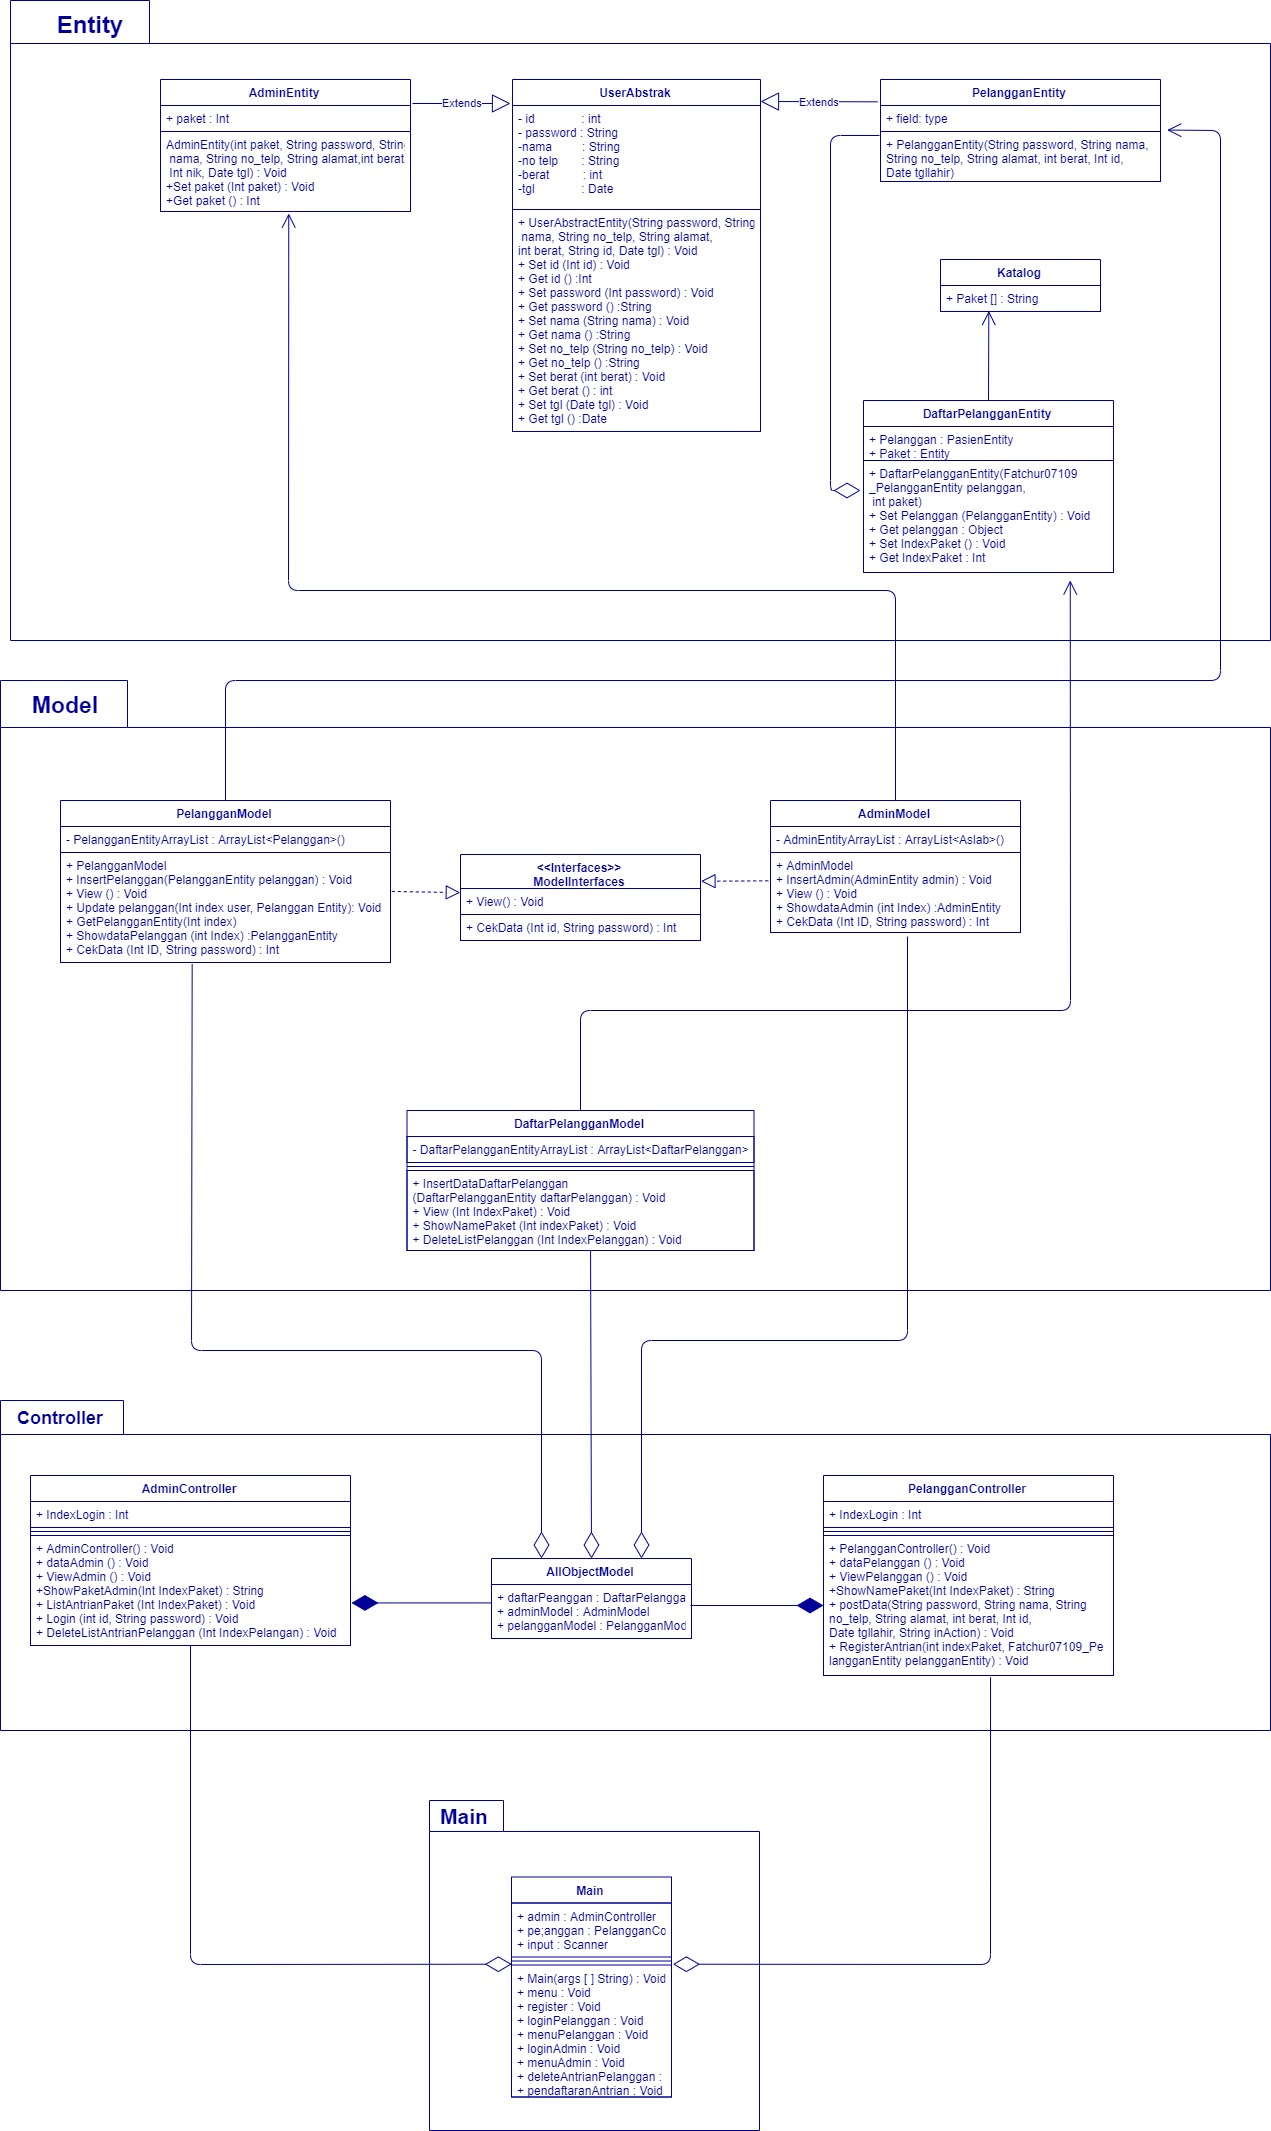 Entity
AdminEntity
+ paket : Int
AdminEntity(int paket, String password, Strin
nama, String no_telp, String alamat,int berat
Int nik, Date tgl) : Void
+Set paket (Int paket) : Void
+Get paket () : Int
Extends
UserAbstrak
- id : int
- password : String
-nama : String
-no telp : String
-berat : int
-tgl : Date
+ UserAbstractEntity(String password, String
nama, String no_telp, String alamat,
int berat, String id, Date tgl) : Void
+ Set id (Int id) : Void
+ Get id () :Int
+ Set password (Int password) : Void
+ Get password () :String
+ Set nama (String nama) : Void
+ Get nama () :String
+ Set no_telp (String no_telp) : Void
+ Get no_telp () :String
+ Set berat (int berat) : Void
+ Get berat () : int
+ Set tgl (Date tgl) : Void
+ Get tgl () :Date
Extends
PelangganEntity
+ field: type
+ PelangganEntity(String password, String nama,
String no_telp, String alamat, int berat, Int id,
Date tgllahir)
Katalog
+ Paket [] : String
DaftarPelangganEntity
+ Pelanggan : PasienEntity
+ Paket : Entity
+ DaftarPelangganEntity(Fatchur07109
_PelangganEntity pelanggan,
int paket)
+ Set Pelanggan (PelangganEntity) : Void
+ Get pelanggan : Object
+ Set IndexPaket () : Void
+ Get IndexPaket : Int
Model
PelangganModel
- PelangganEntityArrayList : ArrayList<Pelanggan>()
+ PelangganModel
+ InsertPelanggan(PelangganEntity pelanggan) : Void
+ View () : Void
+ Update pelanggan(Int index user, Pelanggan Entity): Void
+ GetPelangganEntity(Int index)
+ ShowdataPelanggan (int Index) :PelangganEntity
+ CekData (Int ID, String password) : Int
<<Interfaces>>
ModelInterfaces
+ View() : Void
+ CekData (Int id, String password) : Int
AdminModel
- AdminEntityArrayList : ArrayList<Aslab>()
+ AdminModel
+ InsertAdmin(AdminEntity admin) : Void
+ View () : Void
+ ShowdataAdmin (int Index) :AdminEntity
+ CekData (Int ID, String password) : Int
DaftarPelangganModel
- DaftarPelangganEntityArrayList : ArrayList<DaftarPelanggan>
+ InsertDataDaftarPelanggan
(DaftarPelangganEntity daftarPelanggan) : Void
+ View (Int IndexPaket) : Void
+ ShowNamePaket (Int indexPaket) : Void
+ DeleteListPelanggan (Int IndexPelanggan) : Void
Controller
AdminController
+ IndexLogin : Int
+ AdminController() : Void
+ dataAdmin () : Void
+ ViewAdmin () : Void
+ShowPaketAdmin(Int IndexPaket) : String
+ ListAntrianPaket (Int IndexPaket) : Void
+ Login (int id, String password) : Void
+ DeleteListAntrianPelanggan (Int IndexPelangan) : Void
AllObjectModel
+ daftarPeanggan : DaftarPelangga
+ adminModel : AdminModel
+ pelangganModel : PelangganMod
PelangganController
+ IndexLogin : Int
+ PelangganController() : Void
+ dataPelanggan () : Void
+ ViewPelanggan () : Void
+ShowNamePaket(Int IndexPaket) : String
+ postData(String password, String nama, String
no_telp, String alamat, int berat, Int id,
Date tgllahir, String inAction) : Void
+ RegisterAntrian(int indexPaket, Fatchur07109_Pe
langganEntity pelangganEntity) : Void
Main
Main
+ admin : AdminController
+ pe;anggan : PelangganCo
+ input : Scanner
+ Main(args [ ] String) : Void
+ menu : Void
+ register : Void
+ loginPelanggan : Void
+ menuPelanggan : Void
+ loginAdmin : Void
+ menuAdmin : Void
+ deleteAntrianPelanggan :
+ pendaftaranAntrian : Void